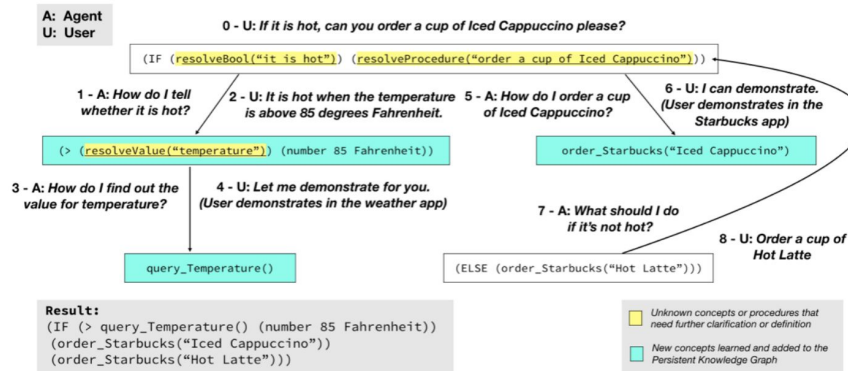 A: Agent
U: User
0 - U: If it is hot, can you order a cup of Iced Cappuccino please?
(IF (resolveBool(“it is hot”) (resolveProcedure(“order a cup of Iced Cappuccino”)))
1 - A: How do I tell
whether it is hot?
2 - U: It is hot when the temperature
is above 85 degrees Fahrenheit.
5 - A: How do I order a cup
of Iced Cappuccino?
6 - U: I can demonstrate.
(User demonstrates in the
Starbucks app)
(> (resolveValue(“temperature”) (number 85 Fahrenheit))
order_Starbucks(“Iced Cappuccino”)
3 - A: How do I find out the
value for temperature?
4 - U: Let me demonstrate for you.
(User demonstrates in the weather app)
7 - A: What should I do
if it’s not hot?
8 - U: Order a cup of
Hot Latte
query_Temperature()
(ELSE (order_Starbucks(“Hot Latte”)))
Result:
(IF (> query_Temperature() (number 85 Fahrenheit))
(order_Starbucks(“Iced Cappuccino”))
(order_Starbucks(“Hot Latte”)))
Unknown concepts or procedures that
need further clarification or definition
New concepts learned and added to the
Persistent Knowledge Graph